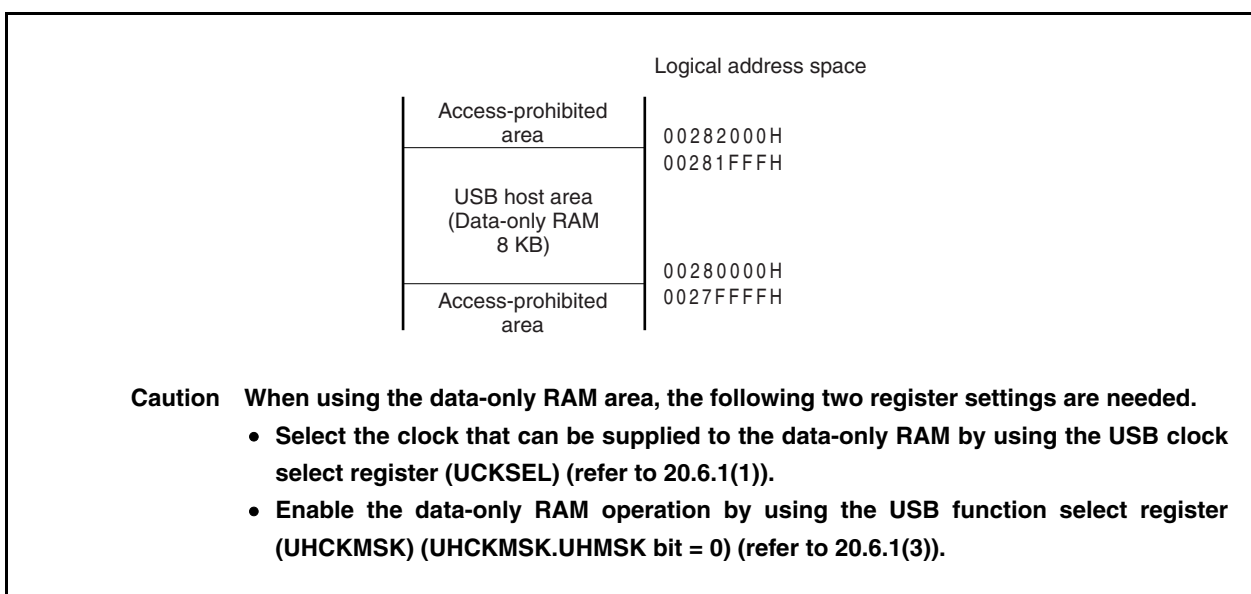 Logical address space
Access-prohibited
area
00282000H
00281FFFH
USB host area
(Data-only RAM
8 KB)
00280000H
0027FFFFH
Access-prohibited
area
Caution When using the data-only RAM area, the following two register settings are needed.
• Select the clock that can be supplied to the data-only RAM by using the USB clock
select register (UCKSEL) (refer to 20.6.1(1)).
• Enable the data-only RAM operation by using the USB function select register
(UHCKMSK) (UHCKMSK.UHMSK bit = 0) (refer to 20.6.1(3)).